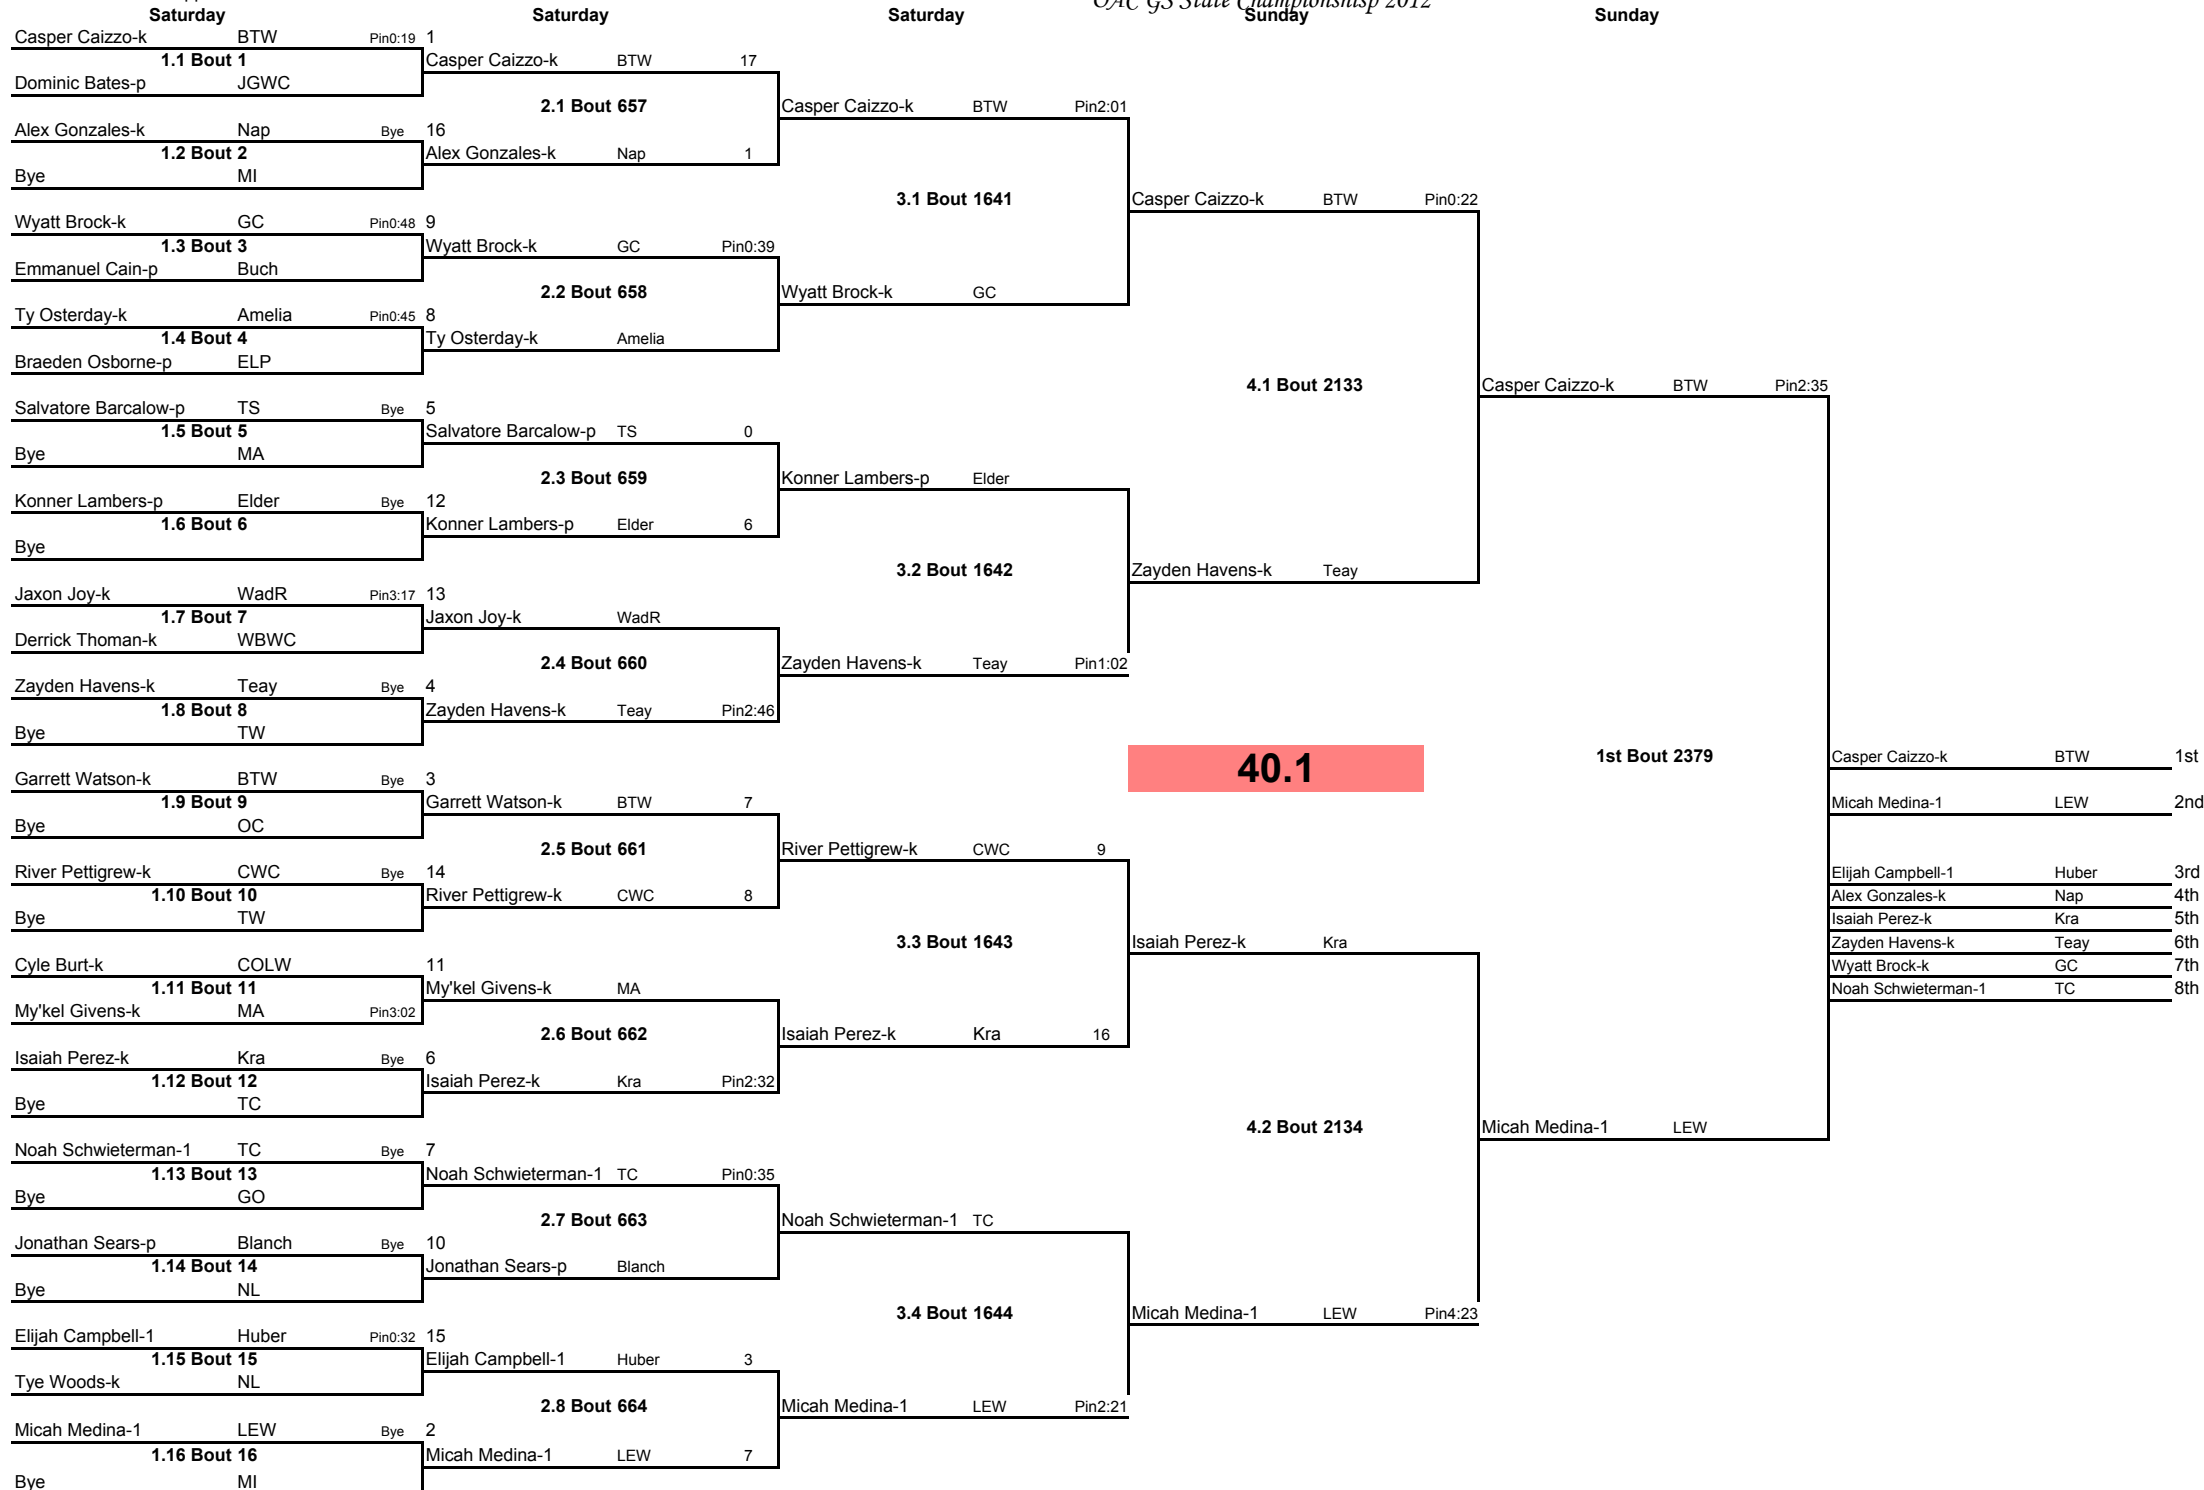 OAC GS State Championshisp 2012
Saturday Saturday Saturday Sunday Sunday
Casper Caizzo-k BTW Pin0:19 1
1.1 Bout 1
Casper Caizzo-k BTW 17
Dominic Bates-p JGWC
2.1 Bout 657
Casper Caizzo-k BTW Pin2:01
Alex Gonzales-k Nap Bye 16
1.2 Bout 2
Alex Gonzales-k Nap 1
Bye MI
3.1 Bout 1641
Casper Caizzo-k BTW Pin0:22
Wyatt Brock-k GC Pin0:48 9
1.3 Bout 3
Wyatt Brock-k GC Pin0:39
Emmanuel Cain-p Buch
2.2 Bout 658
Wyatt Brock-k GC
Ty Osterday-k Amelia Pin0:45 8
1.4 Bout 4
Ty Osterday-k Amelia
Braeden Osborne-p ELP
4.1 Bout 2133
Casper Caizzo-k BTW Pin2:35
Salvatore Barcalow-p TS Bye 5
1.5 Bout 5
Salvatore Barcalow-p TS 0
Bye MA
2.3 Bout 659
Konner Lambers-p Elder
Konner Lambers-p Elder Bye 12
1.6 Bout 6
Konner Lambers-p Elder 6
Bye
3.2 Bout 1642
Zayden Havens-k Teay
Jaxon Joy-k WadR Pin3:17 13
1.7 Bout 7
Jaxon Joy-k WadR
Derrick Thoman-k WBWC
2.4 Bout 660
Zayden Havens-k Teay Pin1:02
Zayden Havens-k Teay Bye 4
1.8 Bout 8
Zayden Havens-k Teay Pin2:46
Bye TW
40.1
1st Bout 2379
Casper Caizzo-k BTW 1st
Garrett Watson-k BTW Bye 3
1.9 Bout 9
Garrett Watson-k BTW 7
Micah Medina-1 LEW 2nd
Bye OC
2.5 Bout 661
River Pettigrew-k CWC 9
River Pettigrew-k CWC Bye 14
Elijah Campbell-1 Huber 3rd
1.10 Bout 10
River Pettigrew-k CWC 8
Alex Gonzales-k Nap 4th
Bye TW
Isaiah Perez-k Kra 5th
3.3 Bout 1643
Isaiah Perez-k Kra
Zayden Havens-k Teay 6th
Cyle Burt-k COLW 11
Wyatt Brock-k GC 7th
1.11 Bout 11
My'kel Givens-k MA
Noah Schwieterman-1 TC 8th
My'kel Givens-k MA Pin3:02
2.6 Bout 662
Isaiah Perez-k Kra 16
Isaiah Perez-k Kra Bye 6
1.12 Bout 12
Isaiah Perez-k Kra Pin2:32
Bye TC
4.2 Bout 2134
Micah Medina-1 LEW
Noah Schwieterman-1 TC Bye 7
1.13 Bout 13
Noah Schwieterman-1 TC Pin0:35
Bye GO
2.7 Bout 663
Noah Schwieterman-1 TC
Jonathan Sears-p Blanch Bye 10
1.14 Bout 14
Jonathan Sears-p Blanch
Bye NL
3.4 Bout 1644
Micah Medina-1 LEW Pin4:23
Elijah Campbell-1 Huber Pin0:32 15
1.15 Bout 15
Elijah Campbell-1 Huber 3
Tye Woods-k NL
2.8 Bout 664
Micah Medina-1 LEW Pin2:21
Micah Medina-1 LEW Bye 2
1.16 Bout 16
Micah Medina-1 LEW 7
Bye MI